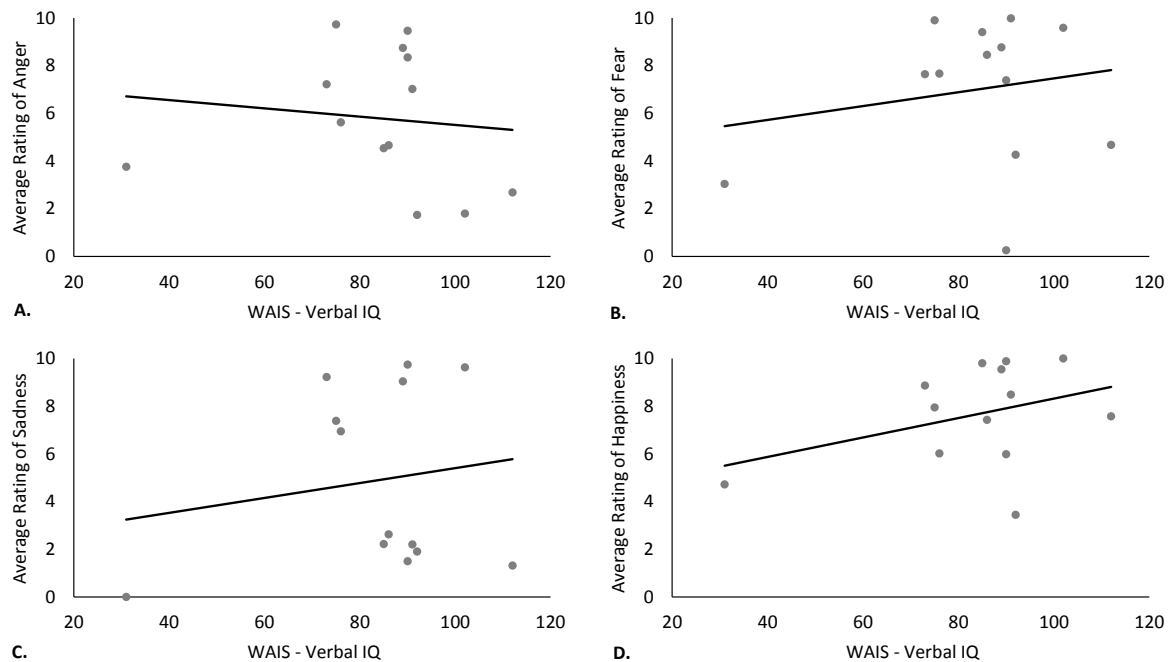 10
8
6
4
2
0
20 40 60 80 100 120
Average Rating of Anger
WAIS - Verbal IQ
A.
10
8
6
4
2
0
20 40 60 80 100 120
Average Rating of Fear
WAIS - Verbal IQ
B.
10
8
6
4
2
0
20 40 60 80 100 120
Average Rating of Sadness
WAIS - Verbal IQ
C.
10
8
6
4
2
0
20 40 60 80 100 120
Average Rating of Happiness
WAIS - Verbal IQ
D.